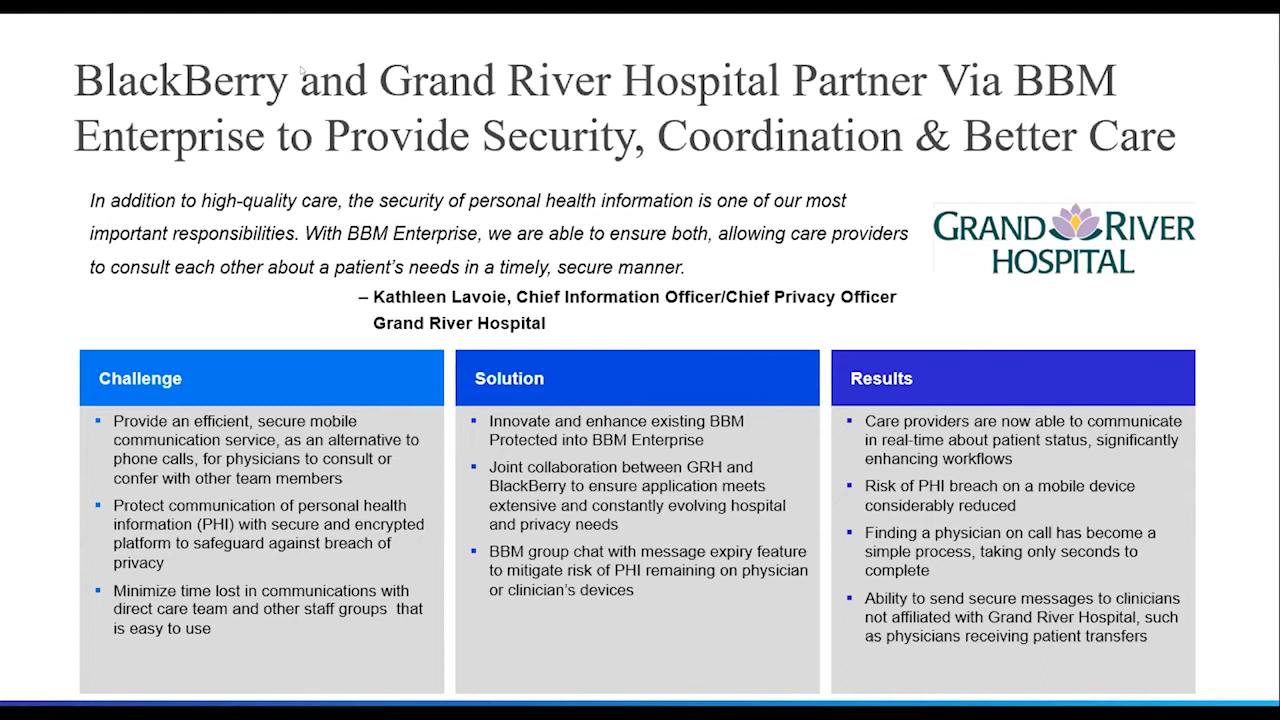 BlackBerry and Grand River Hospital Partner Via BBM
Enterprise to Provide Security, Coordination & Better Care
In addition to high-quality care, the security of personal health information is one of our most
important responsibilities. With BBM Enterprise, we are able to ensure both, allowing care providers
to consult each other about a patient's needs in a timely, secure manner.
– Kathleen Lavoie, Chief Information Officer/Chief Privacy Officer
Grand River Hospital
GRAND RIVER
HOSPITAL
Challenge
▪ Provide an efficient, secure mobile
communication service, as an alternative to
phone calls, for physicians to consult or
confer with other team members
▪ Protect communication of personal health
information (PHI) with secure and encrypted
platform to safeguard against breach of
privacy
▪ Minimize time lost in communications with
direct care team and other staff groups that
is easy to use
Solution
▪ Innovate and enhance existing BBM
Protected into BBM Enterprise
▪ Joint collaboration between GRH and
BlackBerry to ensure application meets
extensive and constantly evolving hospital
and privacy needs
▪ BBM group chat with message expiry feature
to mitigate risk of PHI remaining on physician
or clinician's devices
Results
▪ Care providers are now able to communicate
in real-time about patient status, significantly
enhancing workflows
▪ Risk of PHI breach on a mobile device
considerably reduced
▪ Finding a physician on call has become a
simple process, taking only seconds to
complete
▪ Ability to send secure messages to clinicians
not affiliated with Grand River Hospital, such
as physicians receiving patient transfers